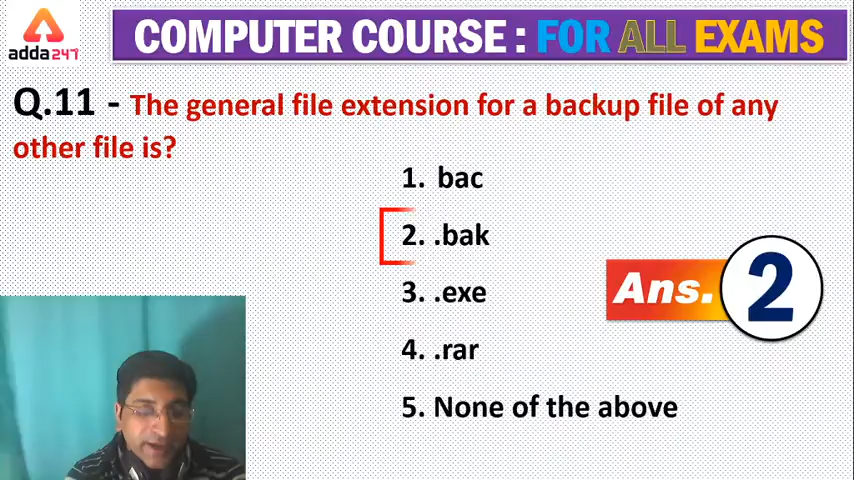 adda247
COMPUTER COURSE : FOR ALL EXAMS
Q.11 - The general file extension for a backup file of any
other file is?
1. bac
2. .bak
3. .exe
4. .rar
5. None of the above
Ans. 2